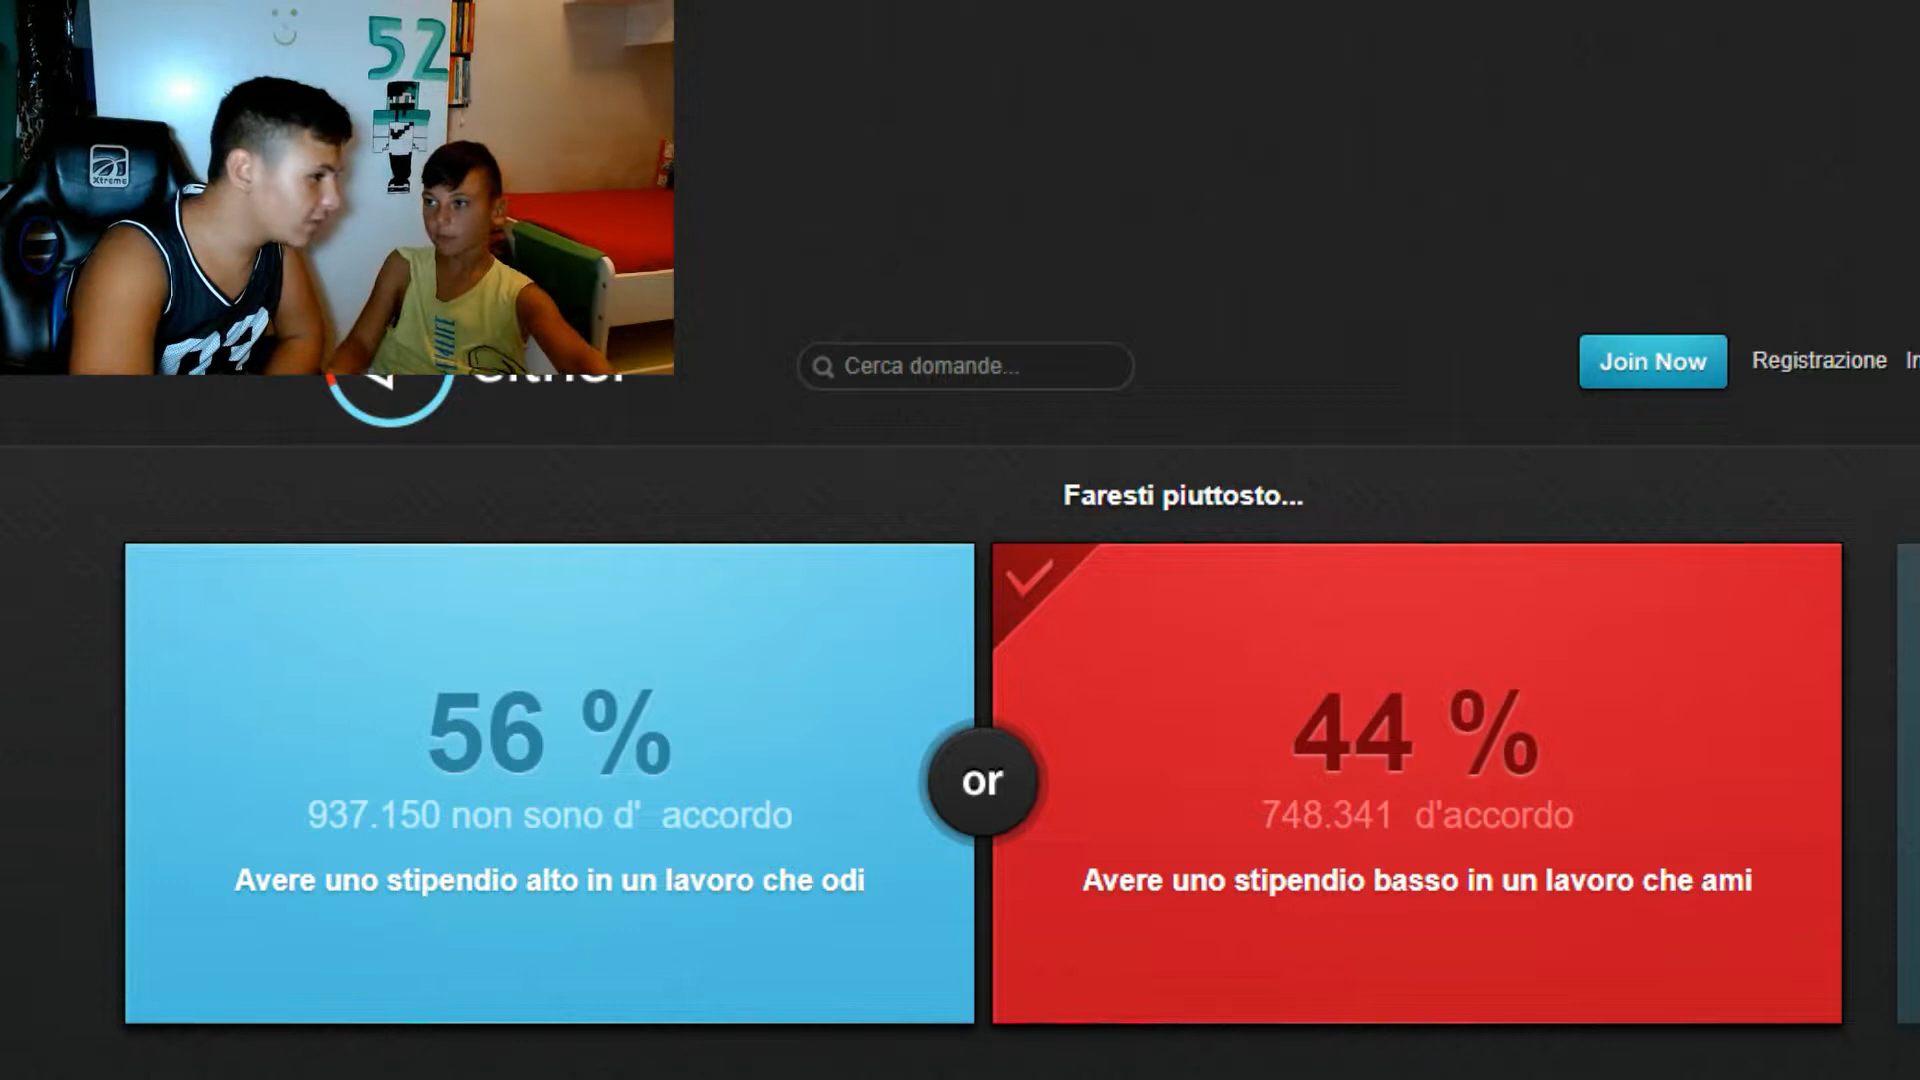 52
Xtreme
Cerca domande...
Join Now
Registrazione
Faresti piuttosto...
56 %
937.150 non sono d' accordo
Avere uno stipendio alto in un lavoro che odi
or
44 %
748.341 d'accordo
Avere uno stipendio basso in un lavoro che ami